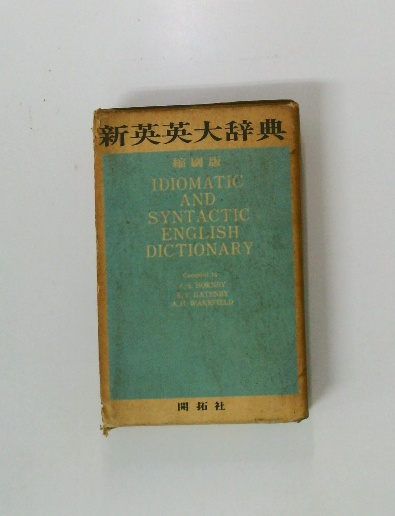 新英英大辞典
縮刷版
IDIOMATIC
AND
SYNTACTIC
ENGLISH
DICTIONARY
Compiled by
A. S. HORNBY
E. V. GATENBY
A. H. WAKEFIELD
開拓社